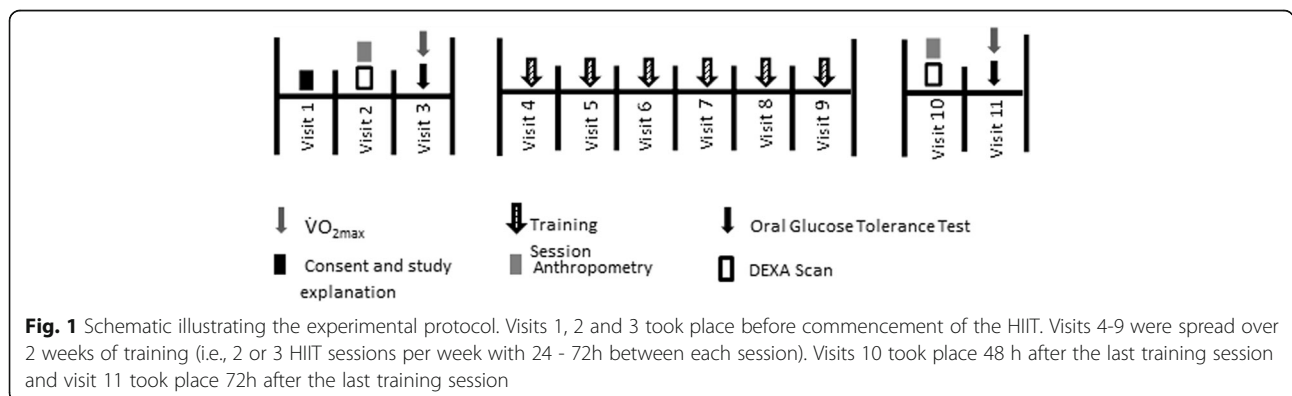 Visit 1
Visit 2
Visit 3
Visit 4
Visit 5
Visit 6
Visit 7
Visit 8
Visit 9
Visit 10
Visit 11
V̇O2max
Training
Session
Oral Glucose Tolerance Test
Consent and study
explanation
Anthropometry
DEXA Scan
Fig. 1 Schematic illustrating the experimental protocol. Visits 1, 2 and 3 took place before commencement of the HIIT. Visits 4-9 were spread over
2 weeks of training (i.e., 2 or 3 HIIT sessions per week with 24 - 72h between each session). Visits 10 took place 48 h after the last training session
and visit 11 took place 72h after the last training session